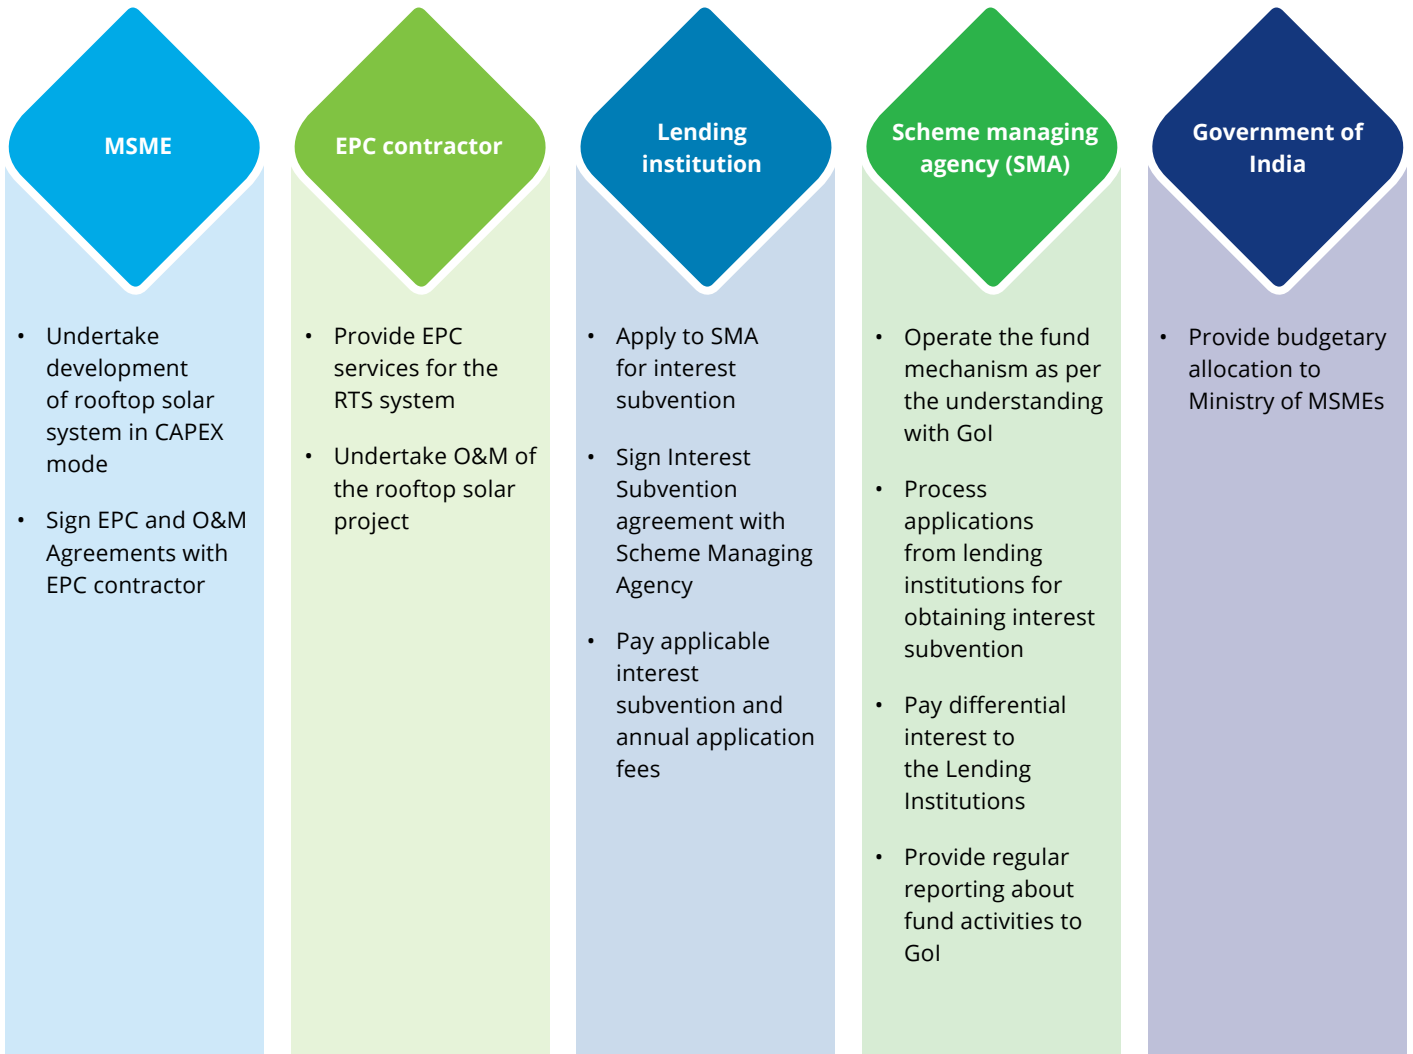 MSME
• Undertake
development
of rooftop solar
system in CAPEX
mode
• Sign EPC and O&M
Agreements with
EPC contractor
EPC contractor
• Provide EPC
services for the
RTS system
• Undertake O&M of
the rooftop solar
project
Lending
institution
• Apply to SMA
for interest
subvention
• Sign Interest
Subvention
agreement with
Scheme Managing
Agency
• Pay applicable
interest
subvention and
annual application
fees
Scheme managing
agency (SMA)
• Operate the fund
mechanism as per
the understanding
with GoI
• Process
applications
from lending
institutions for
obtaining interest
subvention
• Pay differential
interest to
the Lending
Institutions
• Provide regular
reporting about
fund activities to
GoI
Government of
India
• Provide budgetary
allocation to
Ministry of MSMEs